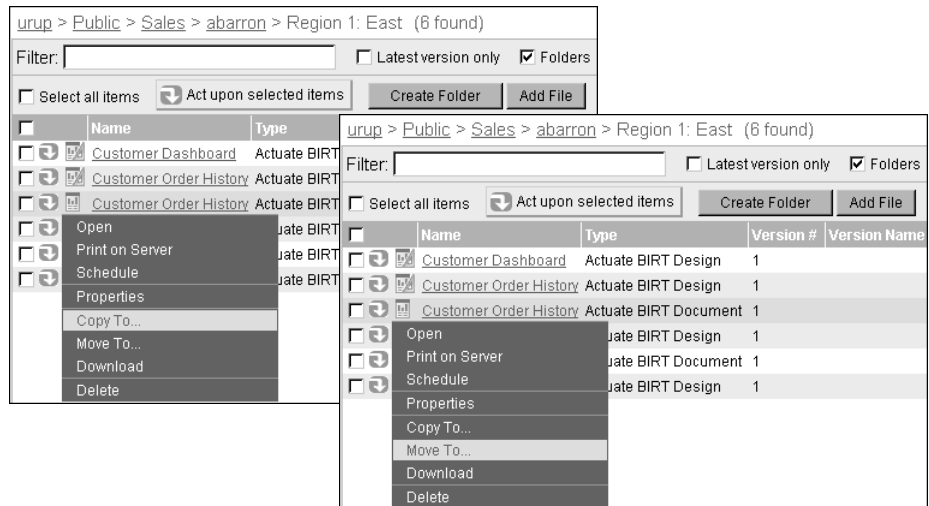 urup > Public > Sales > abarron > Region 1: East (6 found)
Filter: Latest version only Folders
Select all items Act upon selected items Create Folder Add File
Name Type
Customer Dashboard Actuate BIRT
Customer Order History Actuate BIRT
Customer Order History Actuate BIRT
Open uate BIRT
Print on Server uate BIRT
Schedule uate BIRT
Properties
Copy To...
Move To...
Download
Delete
urup > Public > Sales > abarron > Region 1: East (6 found)
Filter: Latest version only Folders
Select all items Act upon selected items Create Folder Add File
Name Type Version # Version Name
Customer Dashboard Actuate BIRT Design 1
Customer Order History Actuate BIRT Design 1
Customer Order History Actuate BIRT Document 1
Open uate BIRT Design 1
Print on Server uate BIRT Document 1
Schedule uate BIRT Design 1
Properties
Copy To...
Move To...
Download
Delete